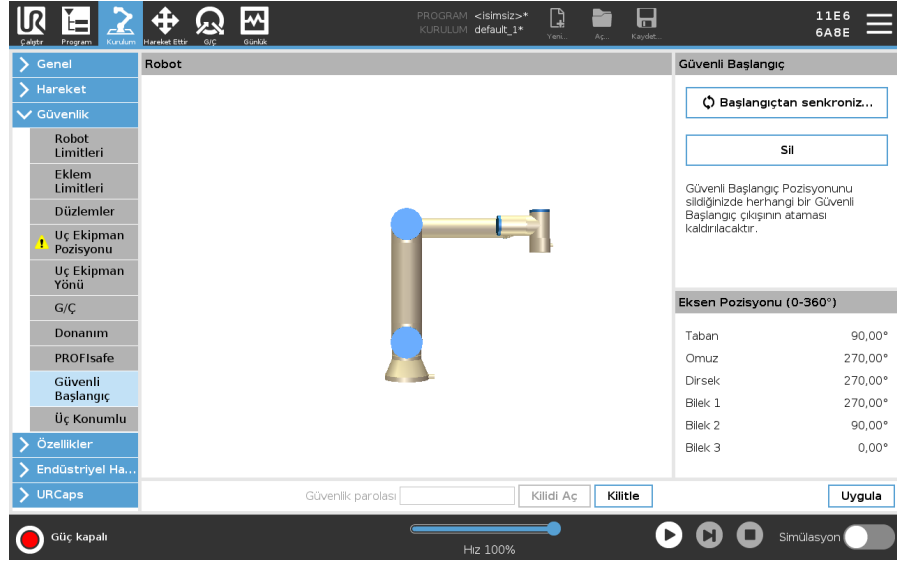 UR
PROGRAM <isimsiz>*
KURULUM default_1*
11E6
6A8E
Çalıştır
Program
Kurulum
Hareket Ettir
G/Ç
Günlük
Yeni...
Aç...
Kaydet...
Genel
Hareket
Güvenlik
Robot
Limitleri
Eklem
Limitleri
Düzlemler
Uç Ekipman
Pozisyonu
Uç Ekipman
Yönü
G/Ç
Donanım
PROFIsafe
Güvenli
Başlangıç
Üç Konumlu
Özellikler
Endüstriyel Ha...
URCaps
Robot
Güvenli Başlangıç
Başlangıçtan senkroniz...
Sil
Güvenli Başlangıç Pozisyonunu
sildiğinizde herhangi bir Güvenli
Başlangıç çıkışının ataması
kaldırılacaktır.
Eksen Pozisyonu (0-360°)
Taban 90,00°
Omuz 270,00°
Dirsek 270,00°
Bilek 1 270,00°
Bilek 2 90,00°
Bilek 3 0,00°
Güvenlik parolası
Kilidi Aç
Kilitle
Uygula
Güç kapalı
Hız 100%
Simülasyon